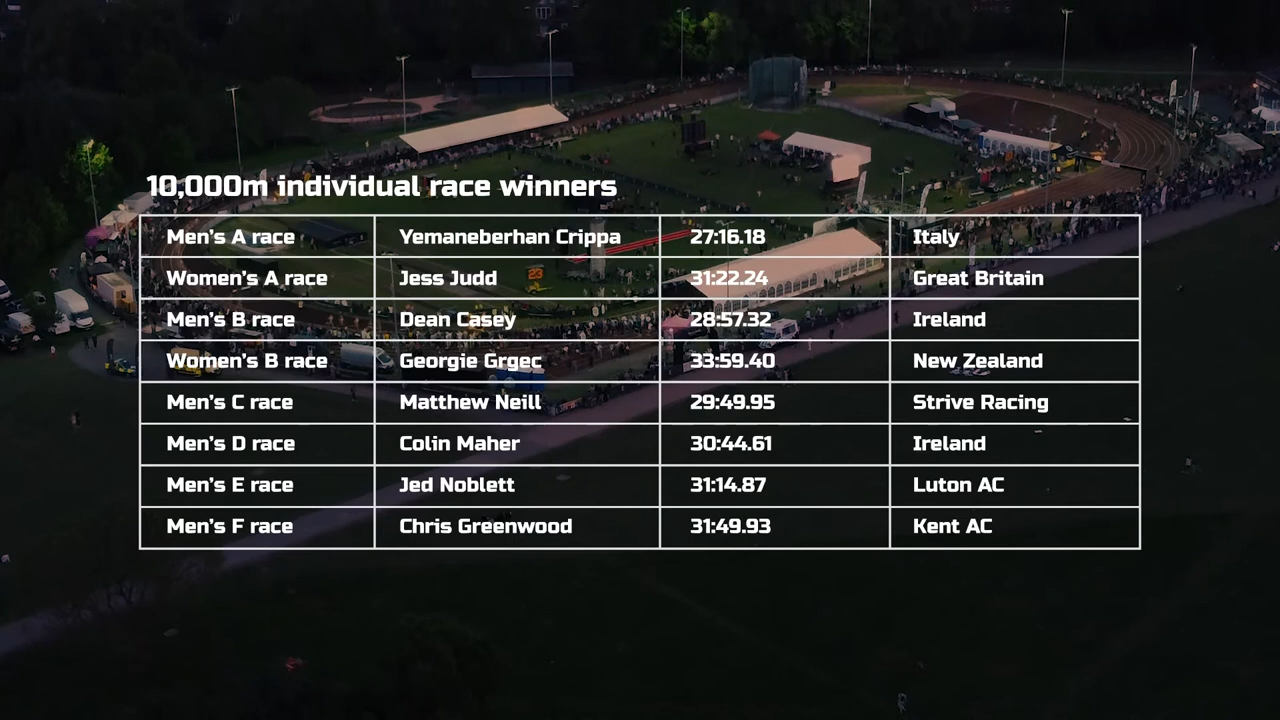 10,000m individual race winners
Men's A race Yemaneberhan Crippa 27:16.18 Italy
Women's A race Jess Judd 31:22.24 Great Britain
Men's B race Dean Casey 28:57.32 Ireland
Women's B race Georgie Grgec 33:59.40 New Zealand
Men's C race Matthew Neill 29:49.95 Strive Racing
Men's D race Colin Maher 30:44.61 Ireland
Men's E race Jed Noblett 31:14.87 Luton AC
Men's F race Chris Greenwood 31:49.93 Kent AC
23